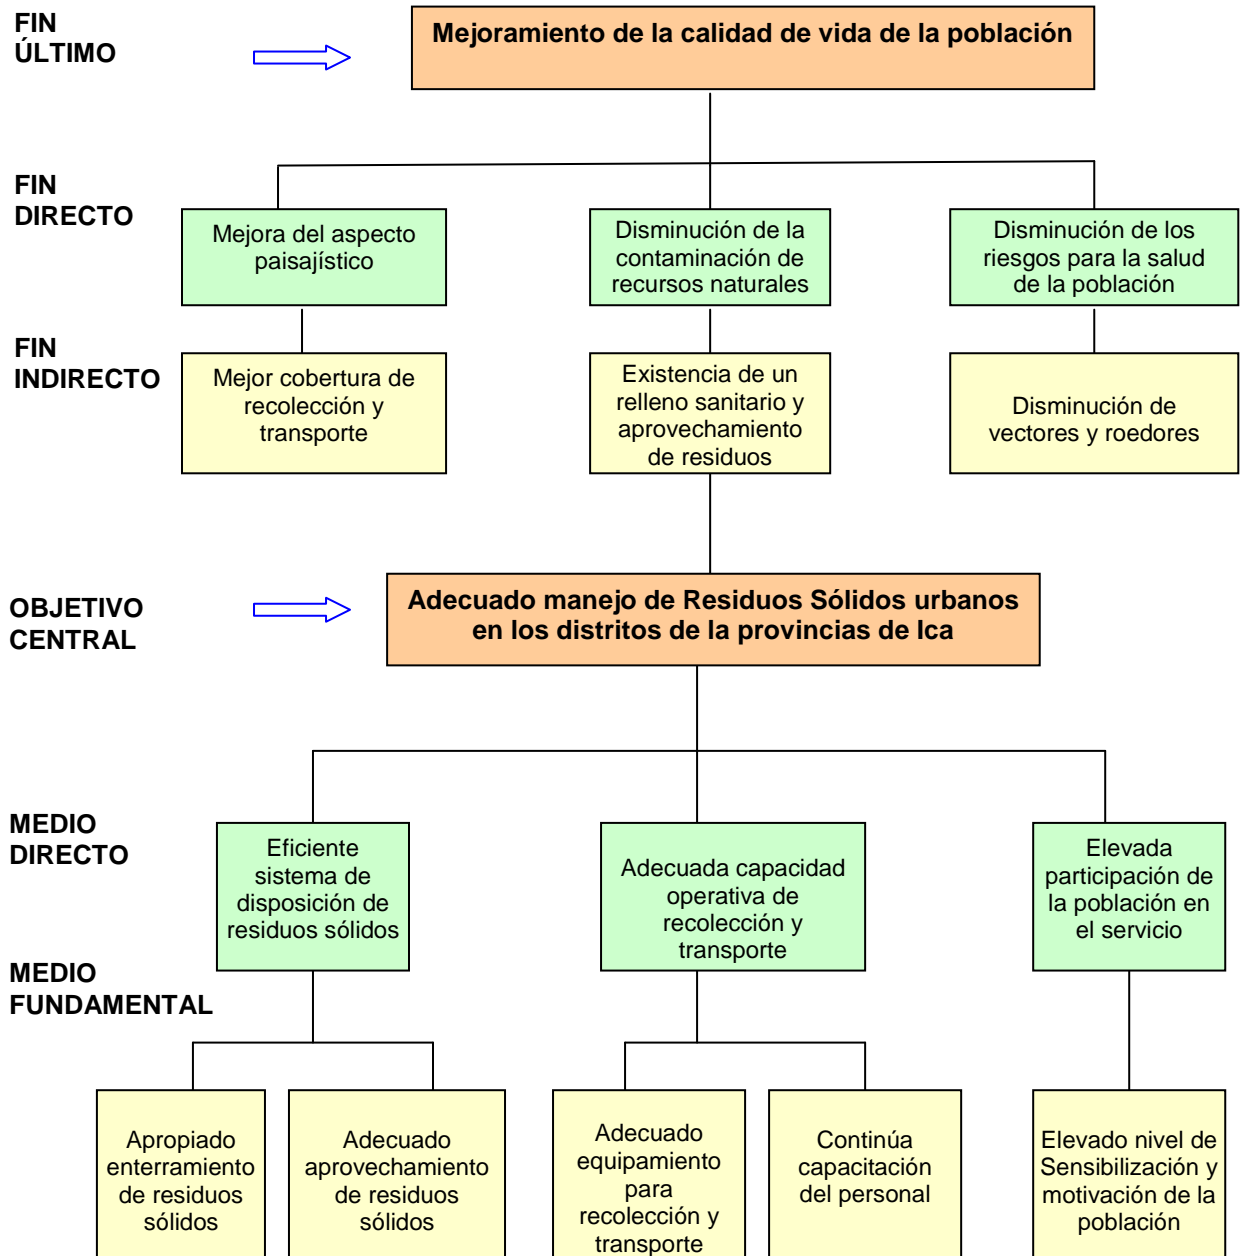 FIN
ÚLTIMO
Mejoramiento de la calidad de vida de la población
FIN
DIRECTO
Mejora del aspecto
paisajístico
Disminución de la
contaminación de
recursos naturales
Disminución de los
riesgos para la salud
de la población
FIN
INDIRECTO
Mejor cobertura de
recolección y
transporte
Existencia de un
relleno sanitario y
aprovechamiento
de residuos
Disminución de
vectores y roedores
OBJETIVO
CENTRAL
Adecuado manejo de Residuos Sólidos urbanos
en los distritos de la provincias de Ica
MEDIO
DIRECTO
Eficiente
sistema de
disposición de
residuos sólidos
Adecuada capacidad
operativa de
recolección y
transporte
Elevada
participación de
la población en
el servicio
MEDIO
FUNDAMENTAL
Apropiado
enterramiento
de residuos
sólidos
Adecuado
aprovechamiento
de residuos
sólidos
Adecuado
equipamiento
para
recolección y
transporte
Continúa
capacitación
del personal
Elevado nivel de
Sensibilización y
motivación de la
población